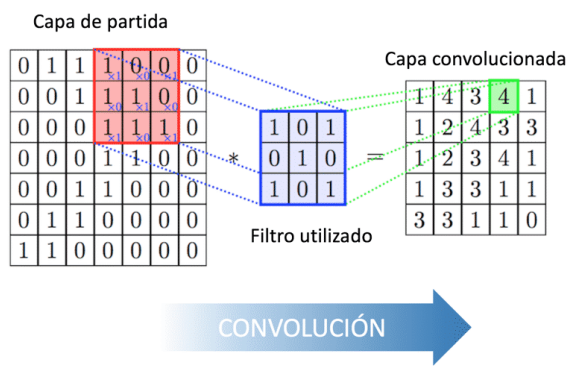 Capa de partida
0 1 1 1×1 0×0 0×1 0
0 0 1 1×0 1×1 0×0 0
0 0 0 1×1 1×0 1×1 0
0 0 0 1 1 0 0
0 0 1 1 0 0 0
0 1 1 0 0 0 0
1 1 0 0 0 0 0
*
1 0 1
0 1 0
1 0 1
Filtro utilizado
=
Capa convolucionada
1 4 3 4 1
1 2 4 3 3
1 2 3 4 1
1 3 3 1 1
3 3 1 1 0
CONVOLUCIÓN